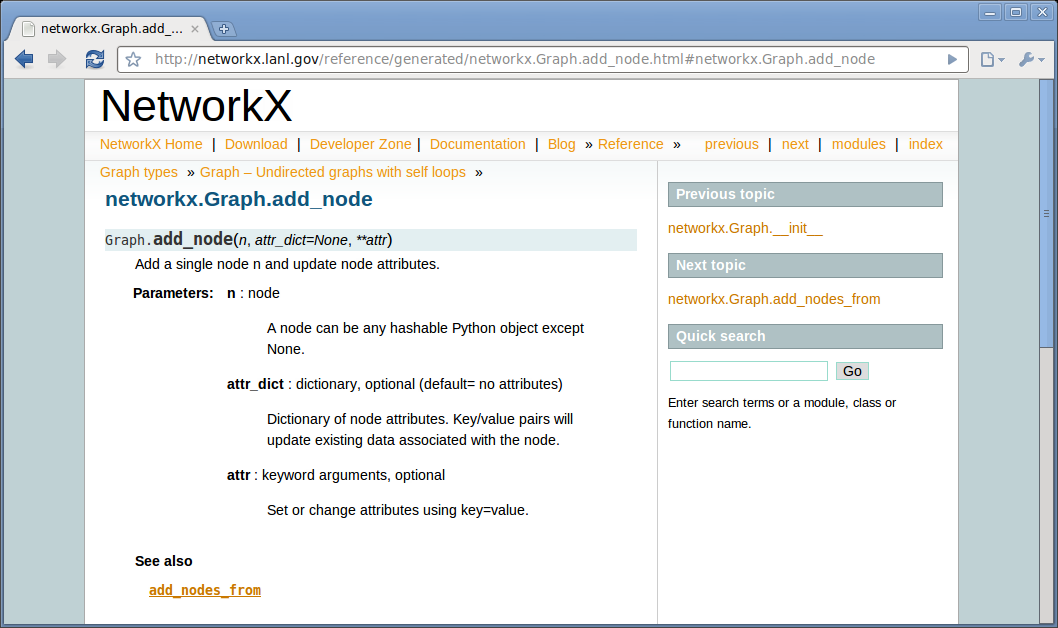 networkx.Graph.add_...
http://networkx.lanl.gov/reference/generated/networkx.Graph.add_node.html#networkx.Graph.add_node
NetworkX
NetworkX Home | Download | Developer Zone | Documentation | Blog » Reference » previous | next | modules | index
Graph types » Graph – Undirected graphs with self loops »
networkx.Graph.add_node
Graph.add_node(n, attr_dict=None, **attr)
Add a single node n and update node attributes.
Parameters: n : node
A node can be any hashable Python object except
None.
attr_dict : dictionary, optional (default= no attributes)
Dictionary of node attributes. Key/value pairs will
update existing data associated with the node.
attr : keyword arguments, optional
Set or change attributes using key=value.
See also
add_nodes_from
Previous topic
networkx.Graph.__init__
Next topic
networkx.Graph.add_nodes_from
Quick search
Go
Enter search terms or a module, class or
function name.